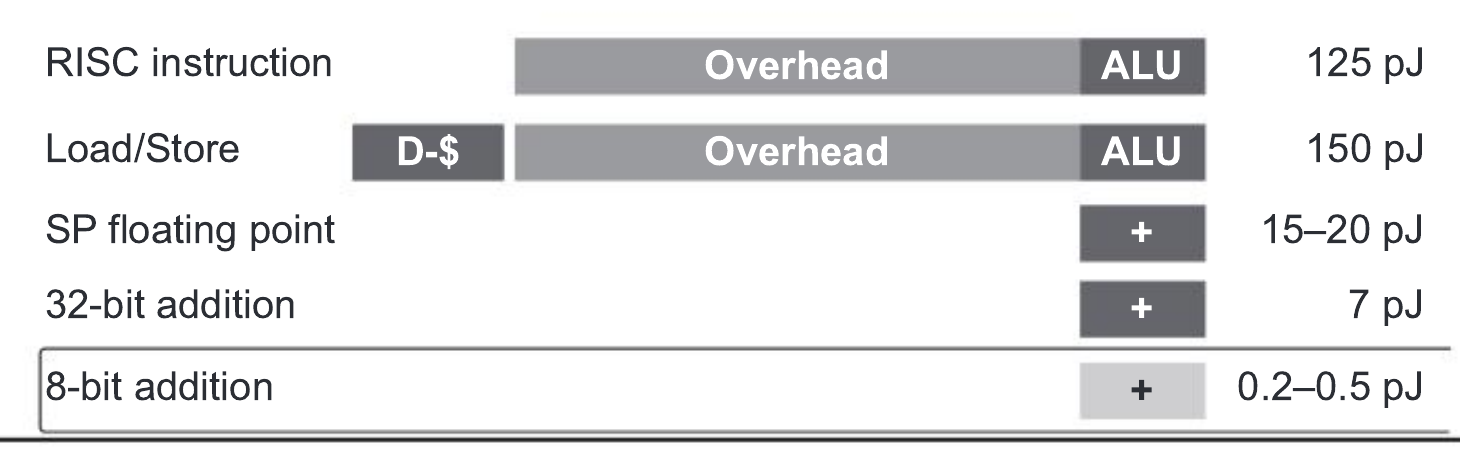 RISC instruction Overhead ALU 125 pJ
Load/Store D-$ Overhead ALU 150 pJ
SP floating point + 15–20 pJ
32-bit addition + 7 pJ
8-bit addition + 0.2–0.5 pJ